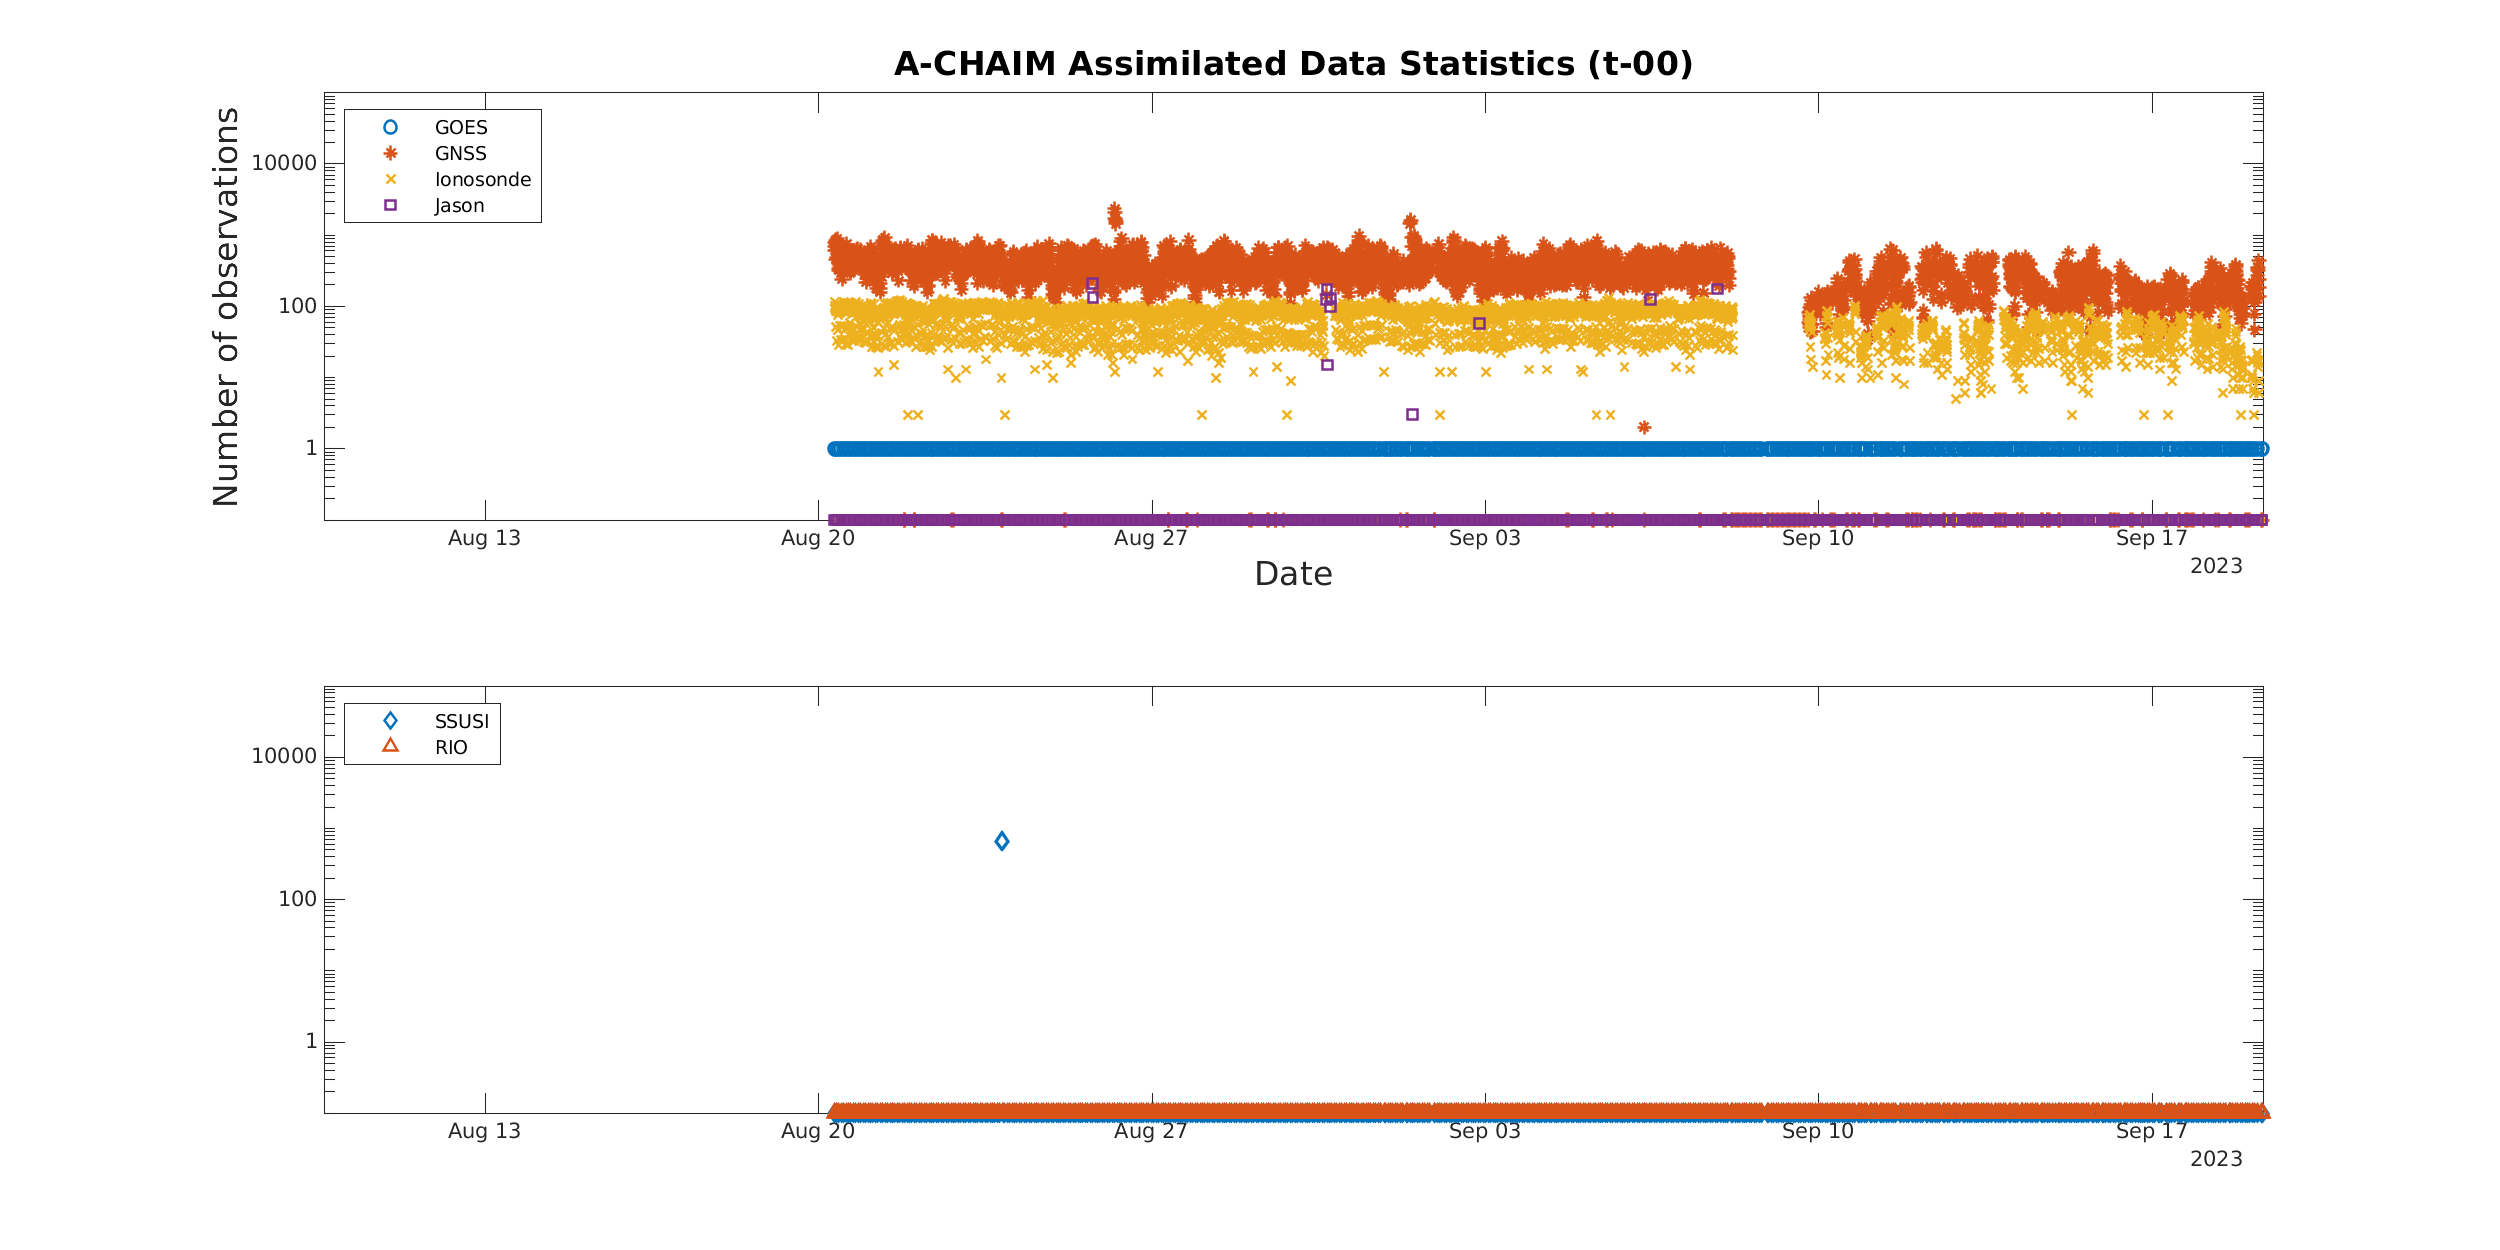 A-CHAIM Assimilated Data Statistics (t-00)
Number of observations
GOES
GNSS
Ionosonde
Jason
10000
100
1
Aug 13 Aug 20 Aug 27 Sep 03 Sep 10 Sep 17
2023
Date
SSUSI
RIO
10000
100
1
Aug 13 Aug 20 Aug 27 Sep 03 Sep 10 Sep 17
2023